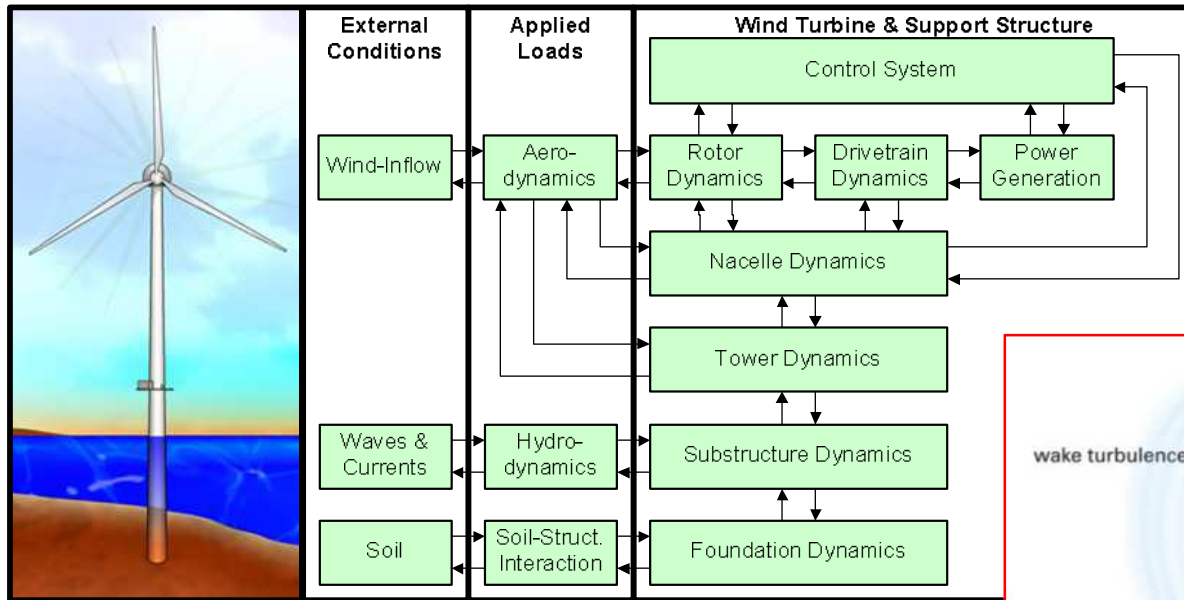 External
Conditions
Applied
Loads
Wind Turbine & Support Structure
Control System
Wind-Inflow
Aero-
dynamics
Rotor
Dynamics
Drivetrain
Dynamics
Power
Generation
Nacelle Dynamics
Tower Dynamics
Waves &
Currents
Hydro-
dynamics
Substructure Dynamics
Soil
Soil-Struct.
Interaction
Foundation Dynamics
wake turbulence